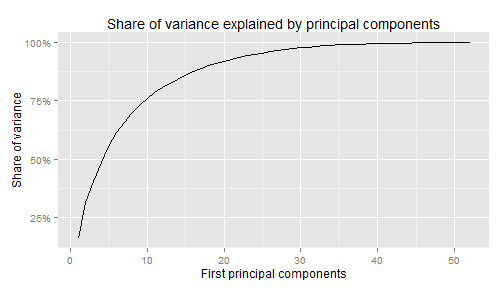 Share of variance explained by principal components
100%
75%
50%
25%
Share of variance
0 10 20 30 40 50
First principal components